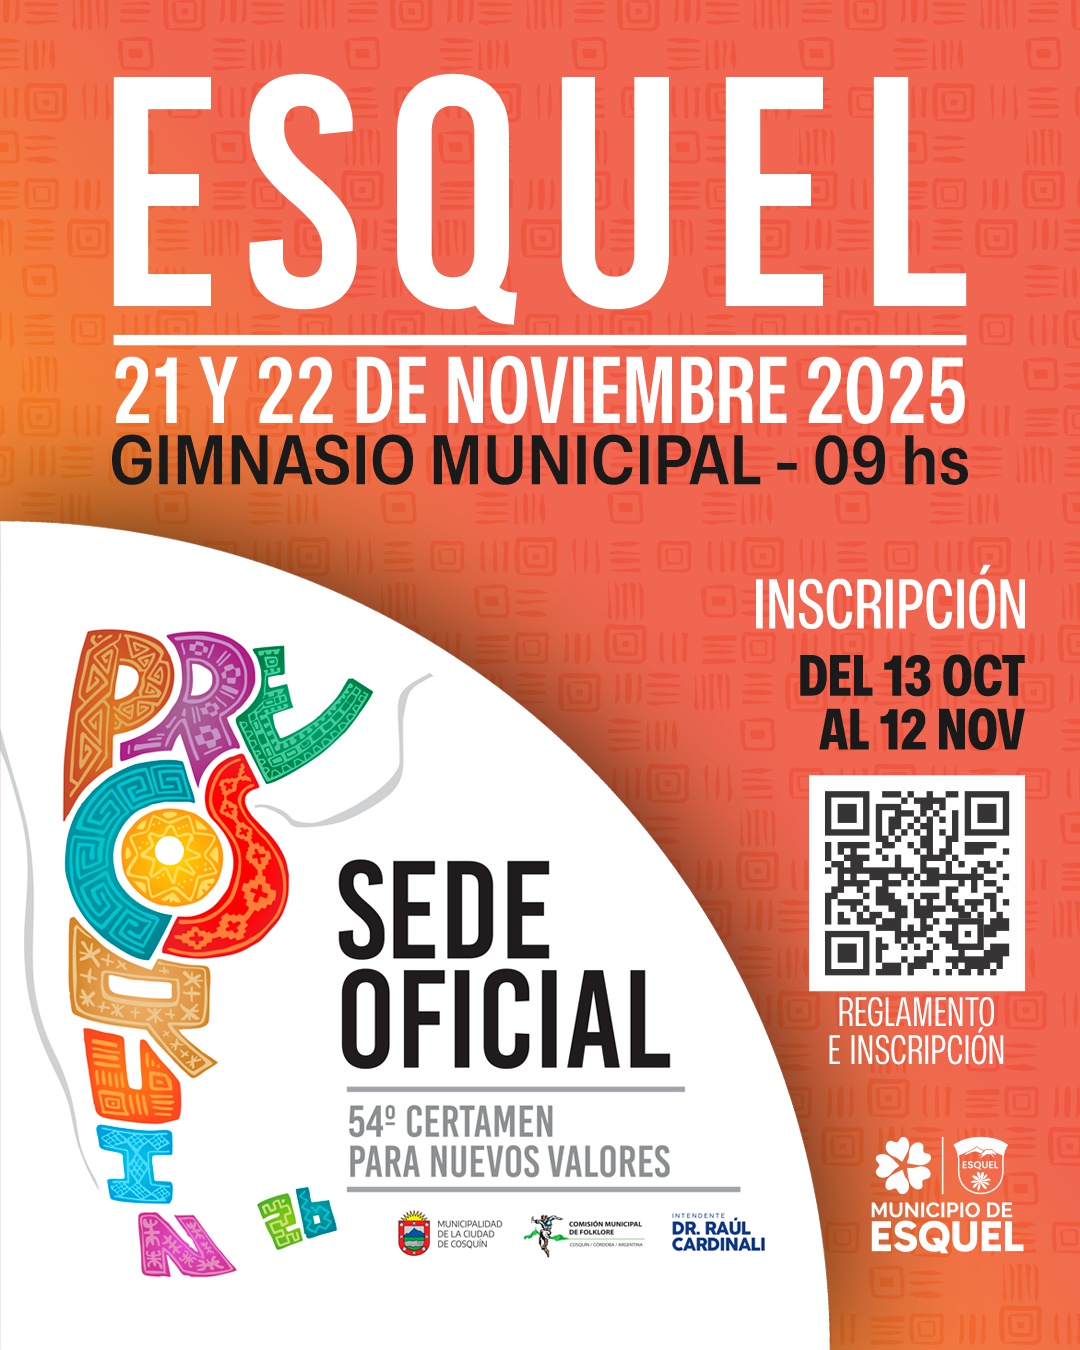 ESQUEL
21 Y 22 DE NOVIEMBRE 2025
GIMNASIO MUNICIPAL - 09 hs
INSCRIPCIÓN
DEL 13 OCT
AL 12 NOV
REGLAMENTO
E INSCRIPCIÓN
PRE
COSQUIN
26
SEDE
OFICIAL
54º CERTAMEN
PARA NUEVOS VALORES
MUNICIPALIDAD
DE LA CIUDAD
DE COSQUÍN
COMISIÓN MUNICIPAL
DE FOLKLORE
COSQUÍN / CÓRDOBA / ARGENTINA
INTENDENTE
DR. RAÚL
CARDINALI
ESQUEL
MUNICIPIO DE
ESQUEL